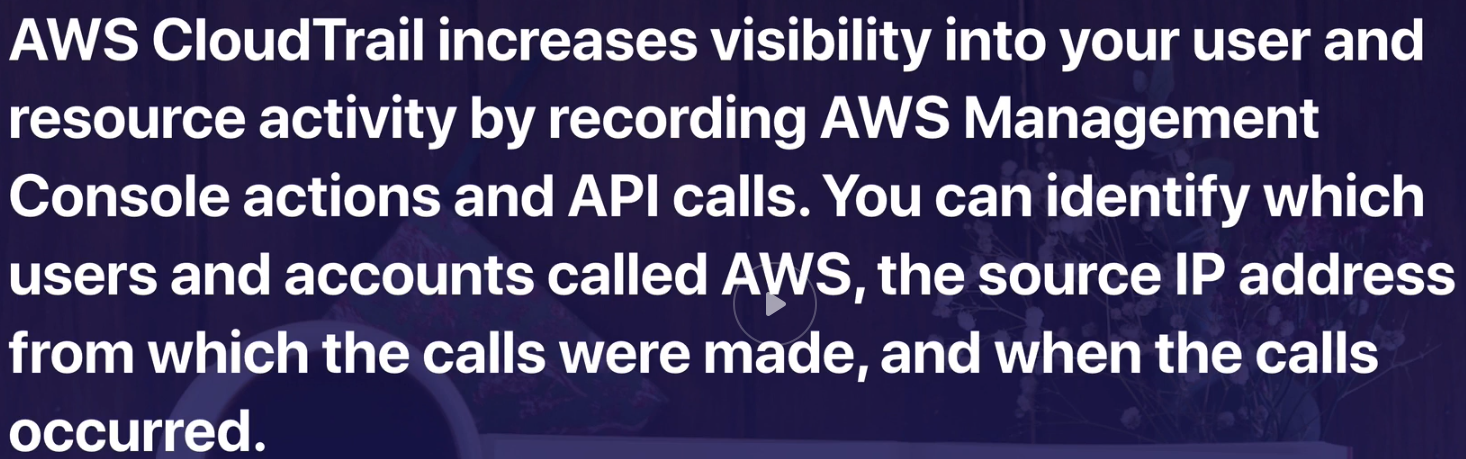 AWS CloudTrail increases visibility into your user and
resource activity by recording AWS Management
Console actions and API calls. You can identify which
users and accounts called AWS, the source IP address
from which the calls were made, and when the calls
occurred.